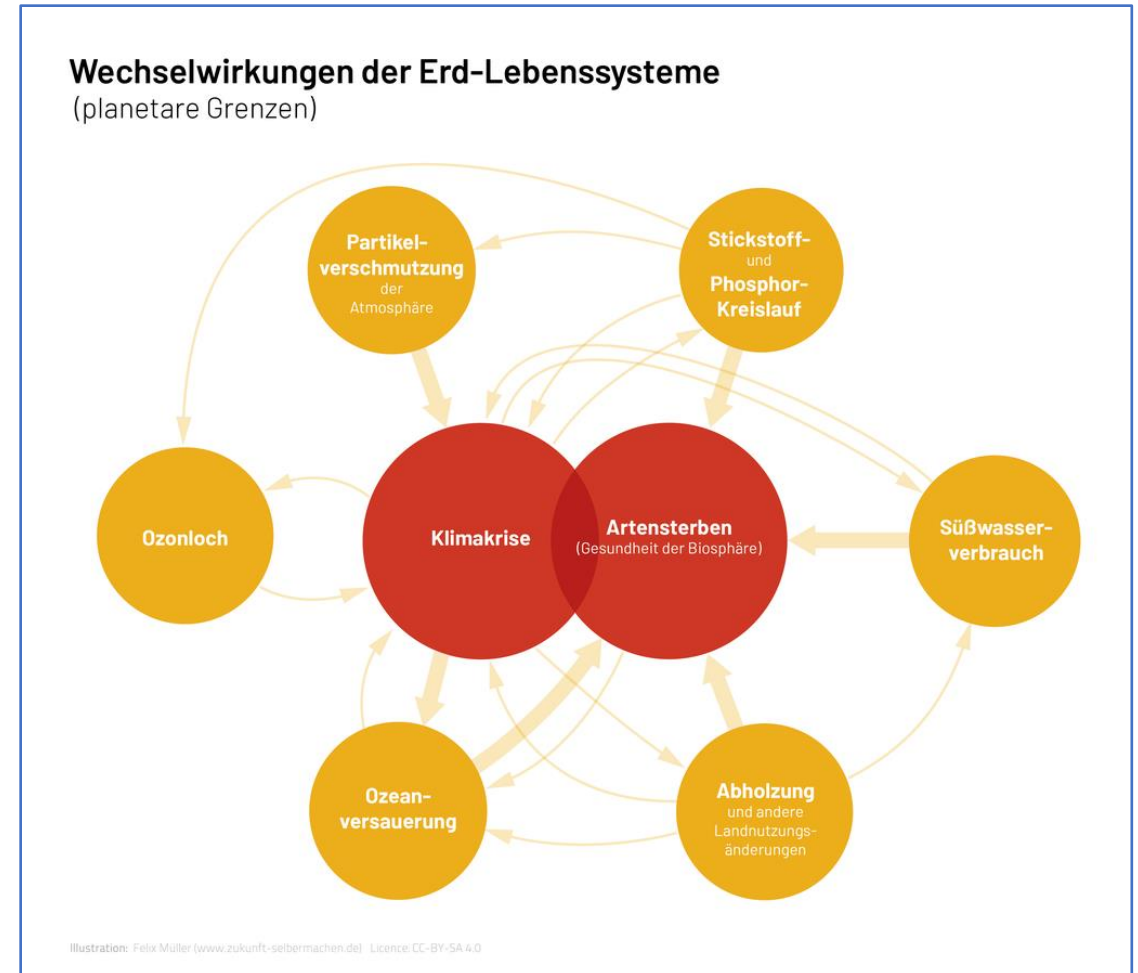 Wechselwirkungen der Erd-Lebenssysteme
(planetare Grenzen)
Partikel-
verschmutzung
der
Atmosphäre
Stickstoff-
und
Phosphor-
Kreislauf
Ozonloch
Klimakrise
Artensterben
(Gesundheit der Biosphäre)
Süßwasser-
verbrauch
Ozean-
versauerung
Abholzung
und andere
Landnutzungs-
änderungen
Illustration: Felix Müller (www.zukunft-selbermachen.de) Licence: CC-BY-SA 4.0